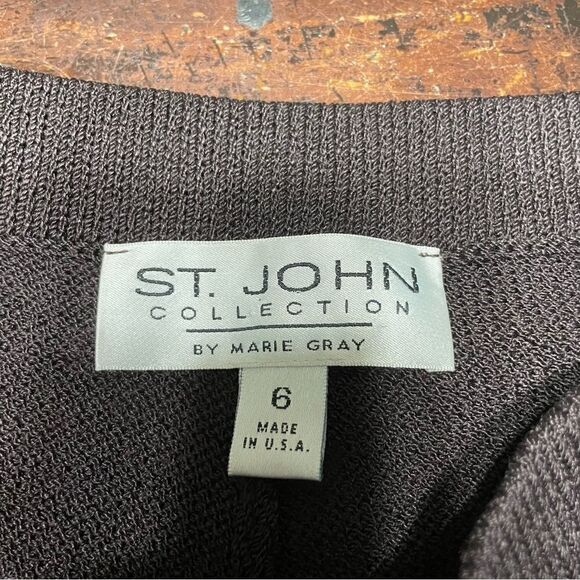 ST. JOHN
COLLECTION
BY MARIE GRAY
6
MADE
IN U.S.A.